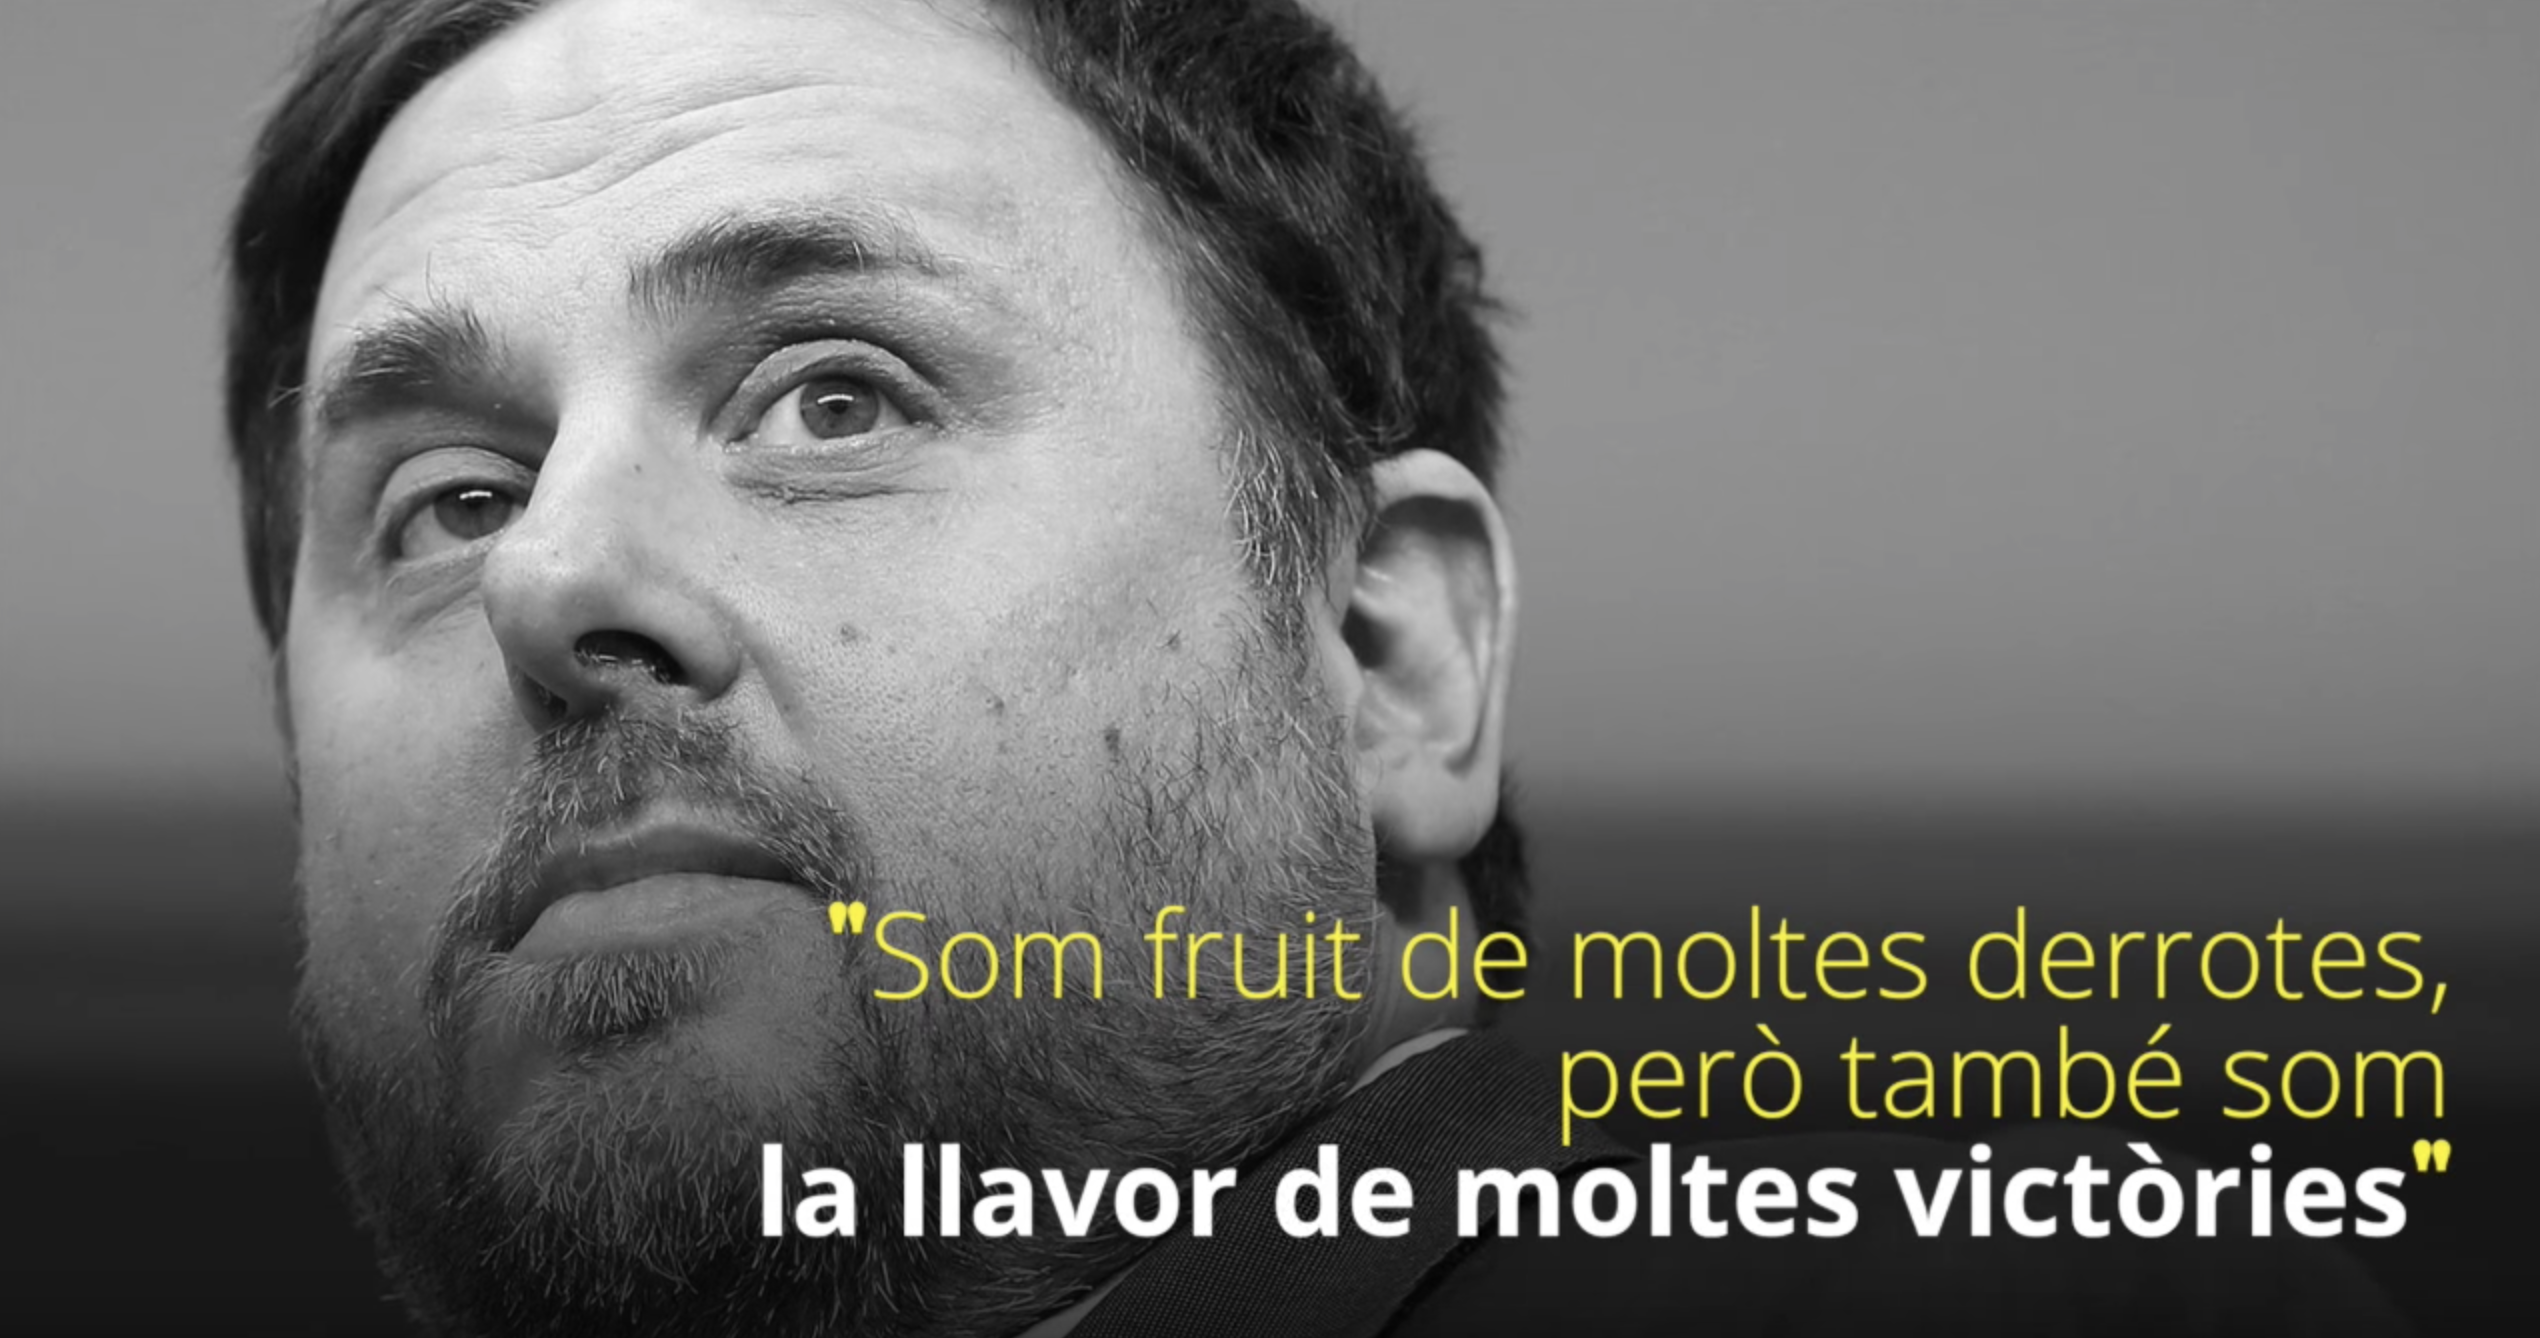 "Som fruit de moltes derrotes,
però també som
la llavor de moltes victòries"